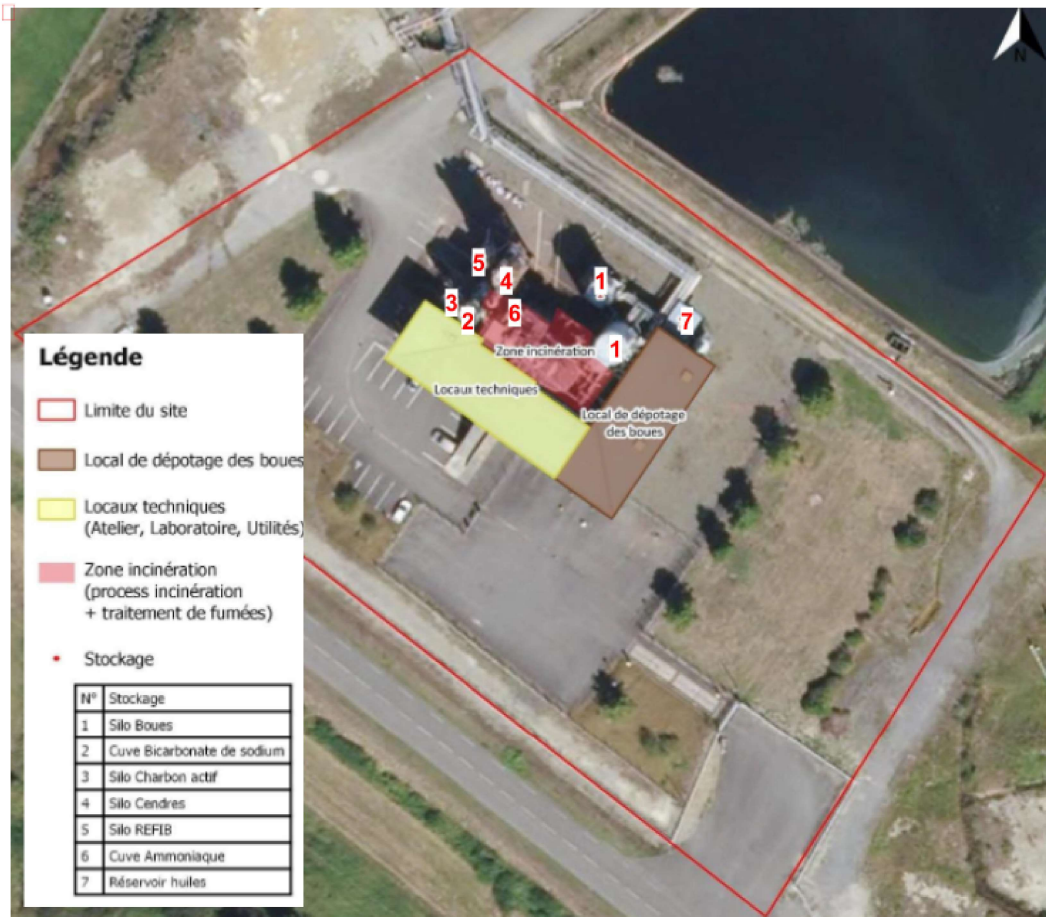 N
5
4
1
3
2
6
7
1
Zone incinération
Locaux techniques
Local de dépotage
des boues
Légende
Limite du site
Local de dépotage des boues
Locaux techniques
(Atelier, Laboratoire, Utilités)
Zone incinération
(process incinération
+ traitement de fumées)
Stockage
N° Stockage
1 Silo Boues
2 Cuve Bicarbonate de sodium
3 Silo Charbon actif
4 Silo Cendres
5 Silo REFIB
6 Cuve Ammoniaque
7 Réservoir huiles